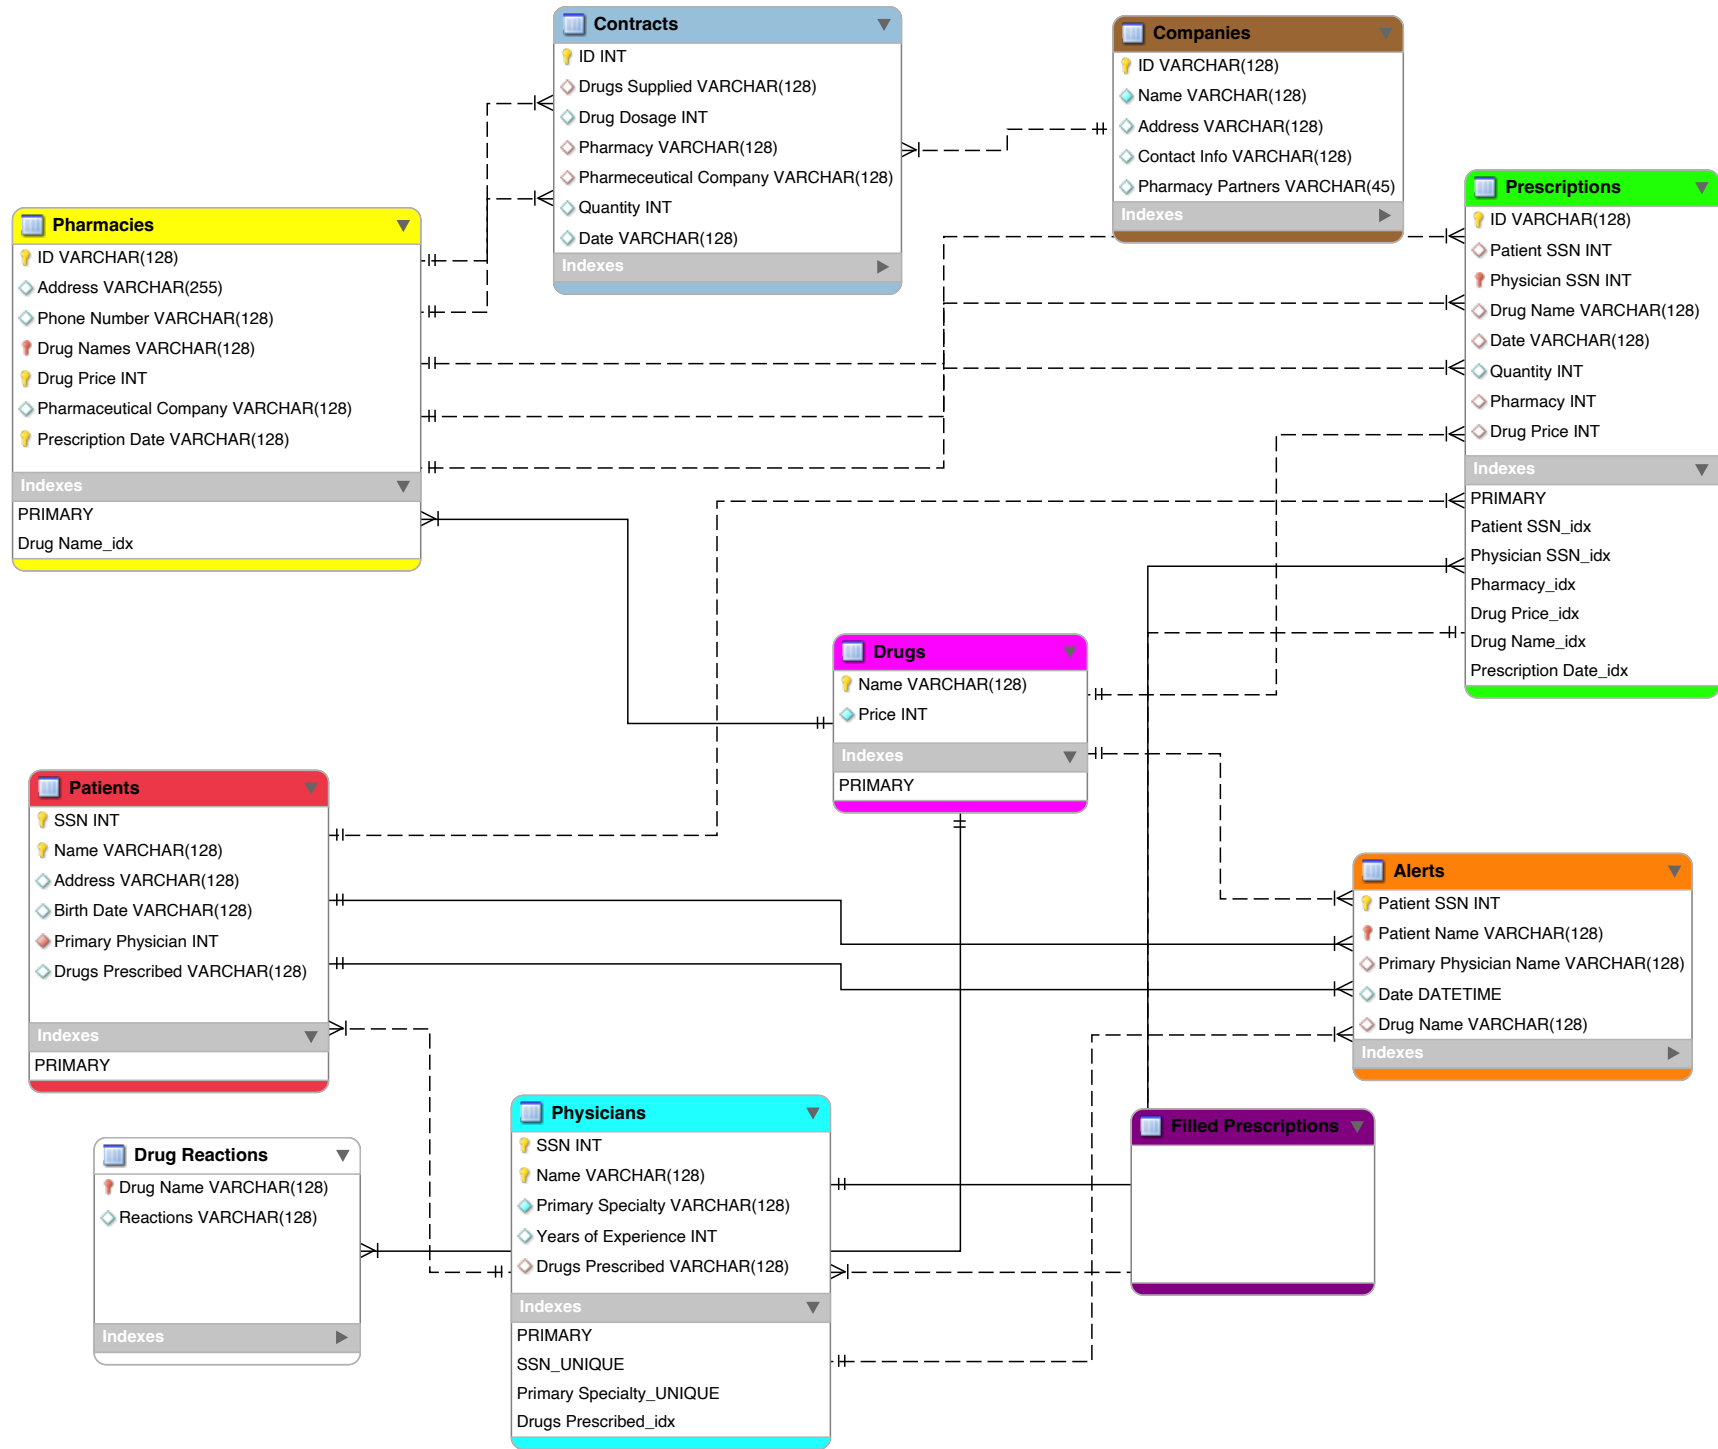 Contracts
ID INT
Drugs Supplied VARCHAR(128)
Drug Dosage INT
Pharmacy VARCHAR(128)
Pharmeceutical Company VARCHAR(128)
Quantity INT
Date VARCHAR(128)
Indexes
Companies
ID VARCHAR(128)
Name VARCHAR(128)
Address VARCHAR(128)
Contact Info VARCHAR(128)
Pharmacy Partners VARCHAR(45)
Indexes
Prescriptions
ID VARCHAR(128)
Patient SSN INT
Physician SSN INT
Drug Name VARCHAR(128)
Date VARCHAR(128)
Quantity INT
Pharmacy INT
Drug Price INT
Indexes
PRIMARY
Patient SSN_idx
Physician SSN_idx
Pharmacy_idx
Drug Price_idx
Drug Name_idx
Prescription Date_idx
Pharmacies
ID VARCHAR(128)
Address VARCHAR(255)
Phone Number VARCHAR(128)
Drug Names VARCHAR(128)
Drug Price INT
Pharmaceutical Company VARCHAR(128)
Prescription Date VARCHAR(128)
Indexes
PRIMARY
Drug Name_idx
Drugs
Name VARCHAR(128)
Price INT
Indexes
PRIMARY
Patients
SSN INT
Name VARCHAR(128)
Address VARCHAR(128)
Birth Date VARCHAR(128)
Primary Physician INT
Drugs Prescribed VARCHAR(128)
Indexes
PRIMARY
Alerts
Patient SSN INT
Patient Name VARCHAR(128)
Primary Physician Name VARCHAR(128)
Date DATETIME
Drug Name VARCHAR(128)
Indexes
Physicians
SSN INT
Name VARCHAR(128)
Primary Specialty VARCHAR(128)
Years of Experience INT
Drugs Prescribed VARCHAR(128)
Indexes
PRIMARY
SSN_UNIQUE
Primary Specialty_UNIQUE
Drugs Prescribed_idx
Filled Prescriptions
Drug Reactions
Drug Name VARCHAR(128)
Reactions VARCHAR(128)
Indexes